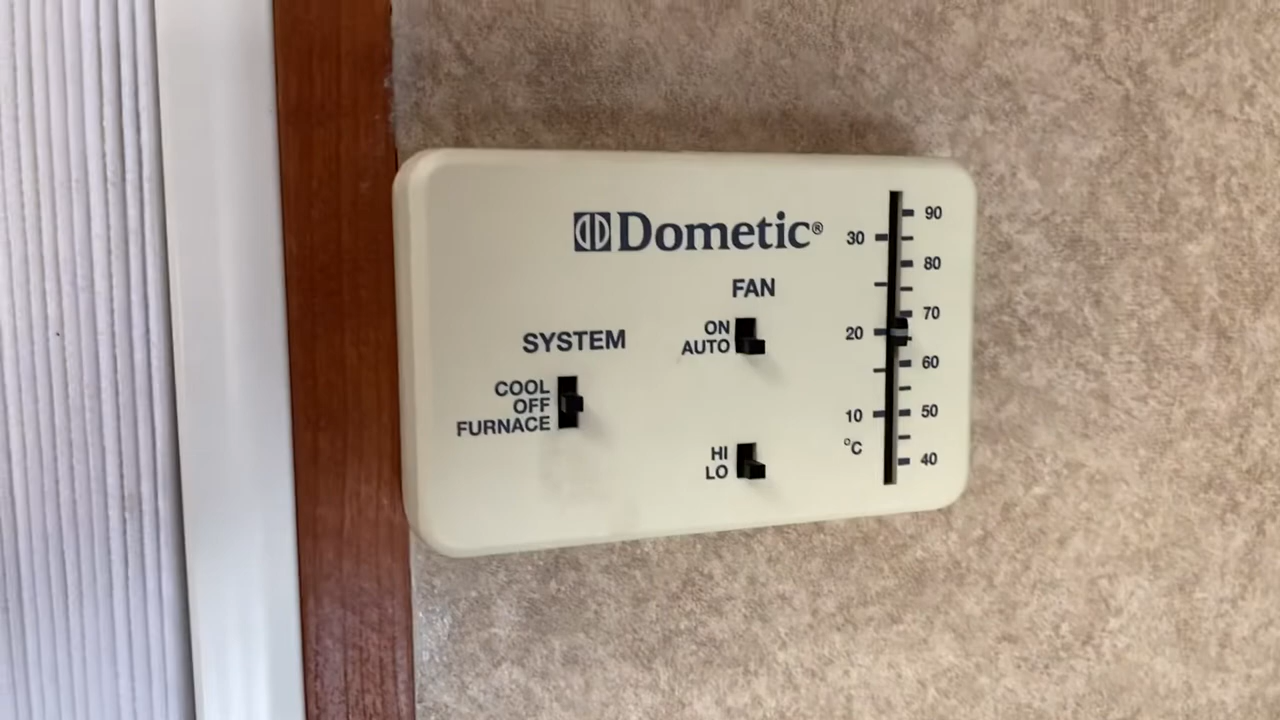 Dometic®
FAN
ON
AUTO
SYSTEM
COOL
OFF
FURNACE
HI
LO
30
20
10
°C
90
80
70
60
50
40